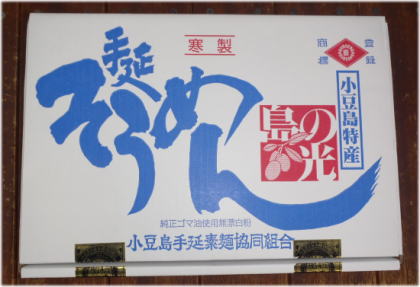 寒製
登録
商標
手延
そうめん
島の光
小豆島特産
純正ゴマ油使用無漂白粉
小豆島手延素麺協同組合